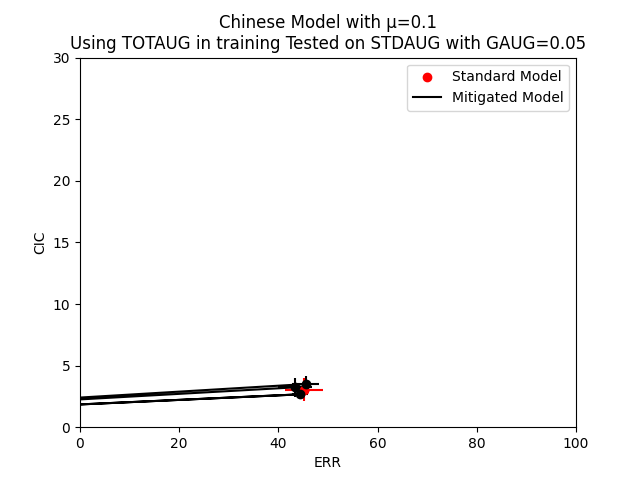 Chinese Model with μ=0.1
Using TOTAUG in training Tested on STDAUG with GAUG=0.05
Standard Model
Mitigated Model
30
25
20
15
10
5
0
CIC
0 20 40 60 80 100
ERR